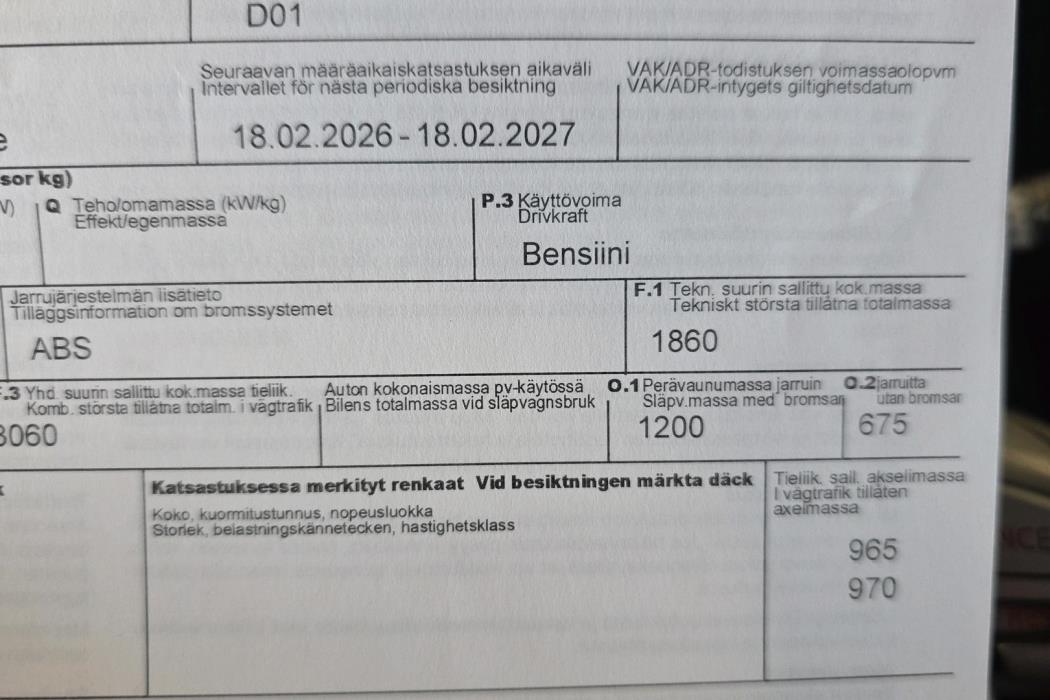 D01
Seuraavan määräaikaiskatsastuksen aikaväli
Intervallet för nästa periodiska besiktning
18.02.2026 - 18.02.2027
VAK/ADR-todistuksen voimassaolopvm
VAK/ADR-intygets giltighetsdatum
sor kg)
Q Teho/omamassa (kW/kg)
Effekt/egenmassa
P.3 Käyttövoima
Drivkraft
Bensiini
Jarrujärjestelmän lisätieto
Tilläggsinformation om bromssystemet
ABS
F.1 Tekn. suurin sallittu kok.massa
Tekniskt största tillåtna totalmassa
1860
F.3 Yhd. suurin sallittu kok.massa tieliik.
Komb. största tillåtna totalm. i vägtrafik
3060
Auton kokonaismassa pv-käytössä
Bilens totalmassa vid släpvagnsbruk
O.1 Perävaunumassa jarruin
Släpv.massa med bromsar
1200
O.2 jarruitta
utan bromsar
675
Katsastuksessa merkityt renkaat Vid besiktningen märkta däck
Koko, kuormitustunnus, nopeusluokka
Storlek, belastningskännetecken, hastighetsklass
Tieliik. sall. akselimassa
I vägtrafik tillåten
axelmassa
965
970